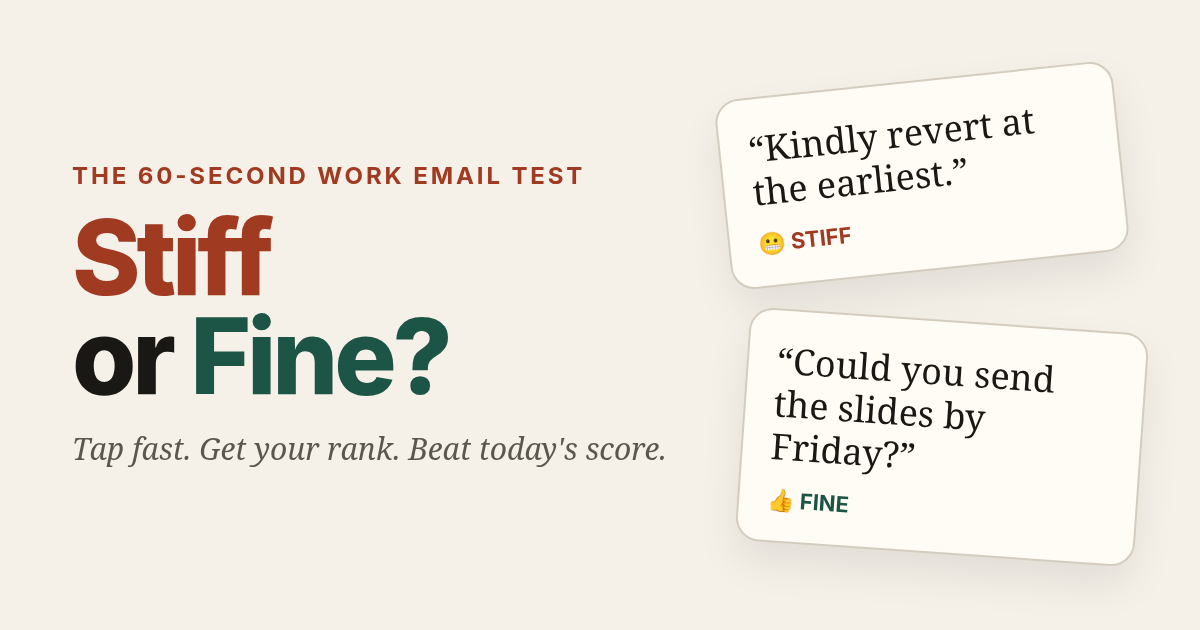 THE 60-SECOND WORK EMAIL TEST
Stiff
or Fine?
Tap fast. Get your rank. Beat today's score.
“Kindly revert at
the earliest.”
😬 STIFF
“Could you send
the slides by
Friday?”
👍 FINE